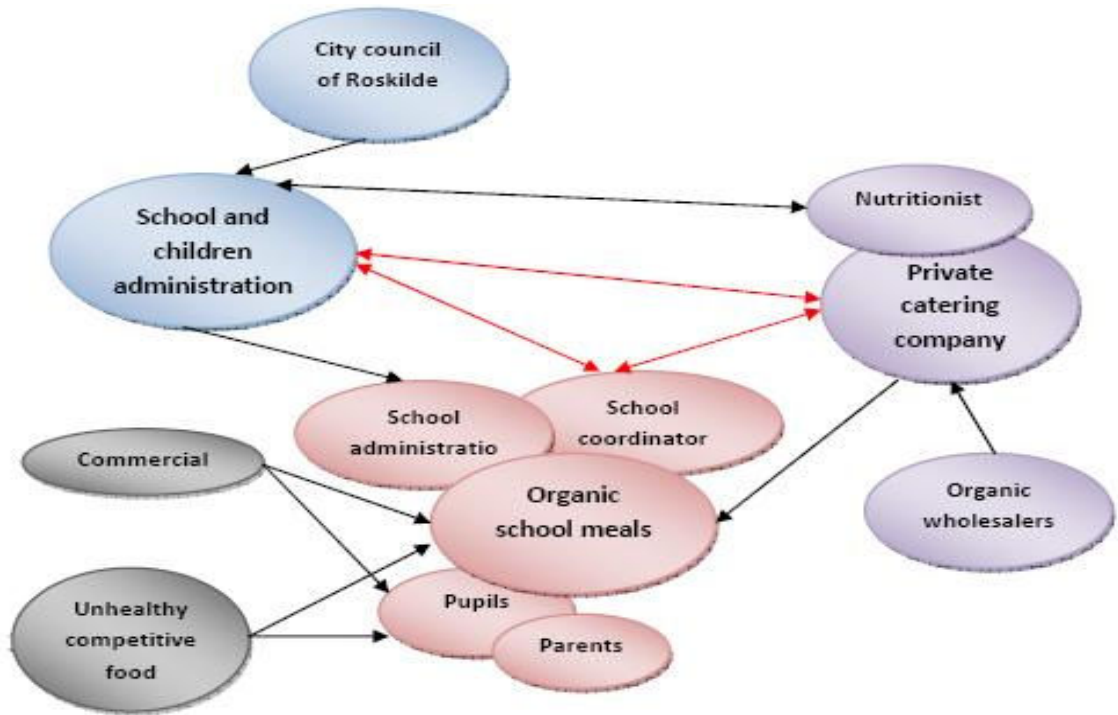 City council
of Roskilde
Nutritionist
School and
children
administration
Private
catering
company
School
administratio
School
coordinator
Commercial
Organic
school meals
Organic
wholesalers
Unhealthy
competitive
food
Pupils
Parents